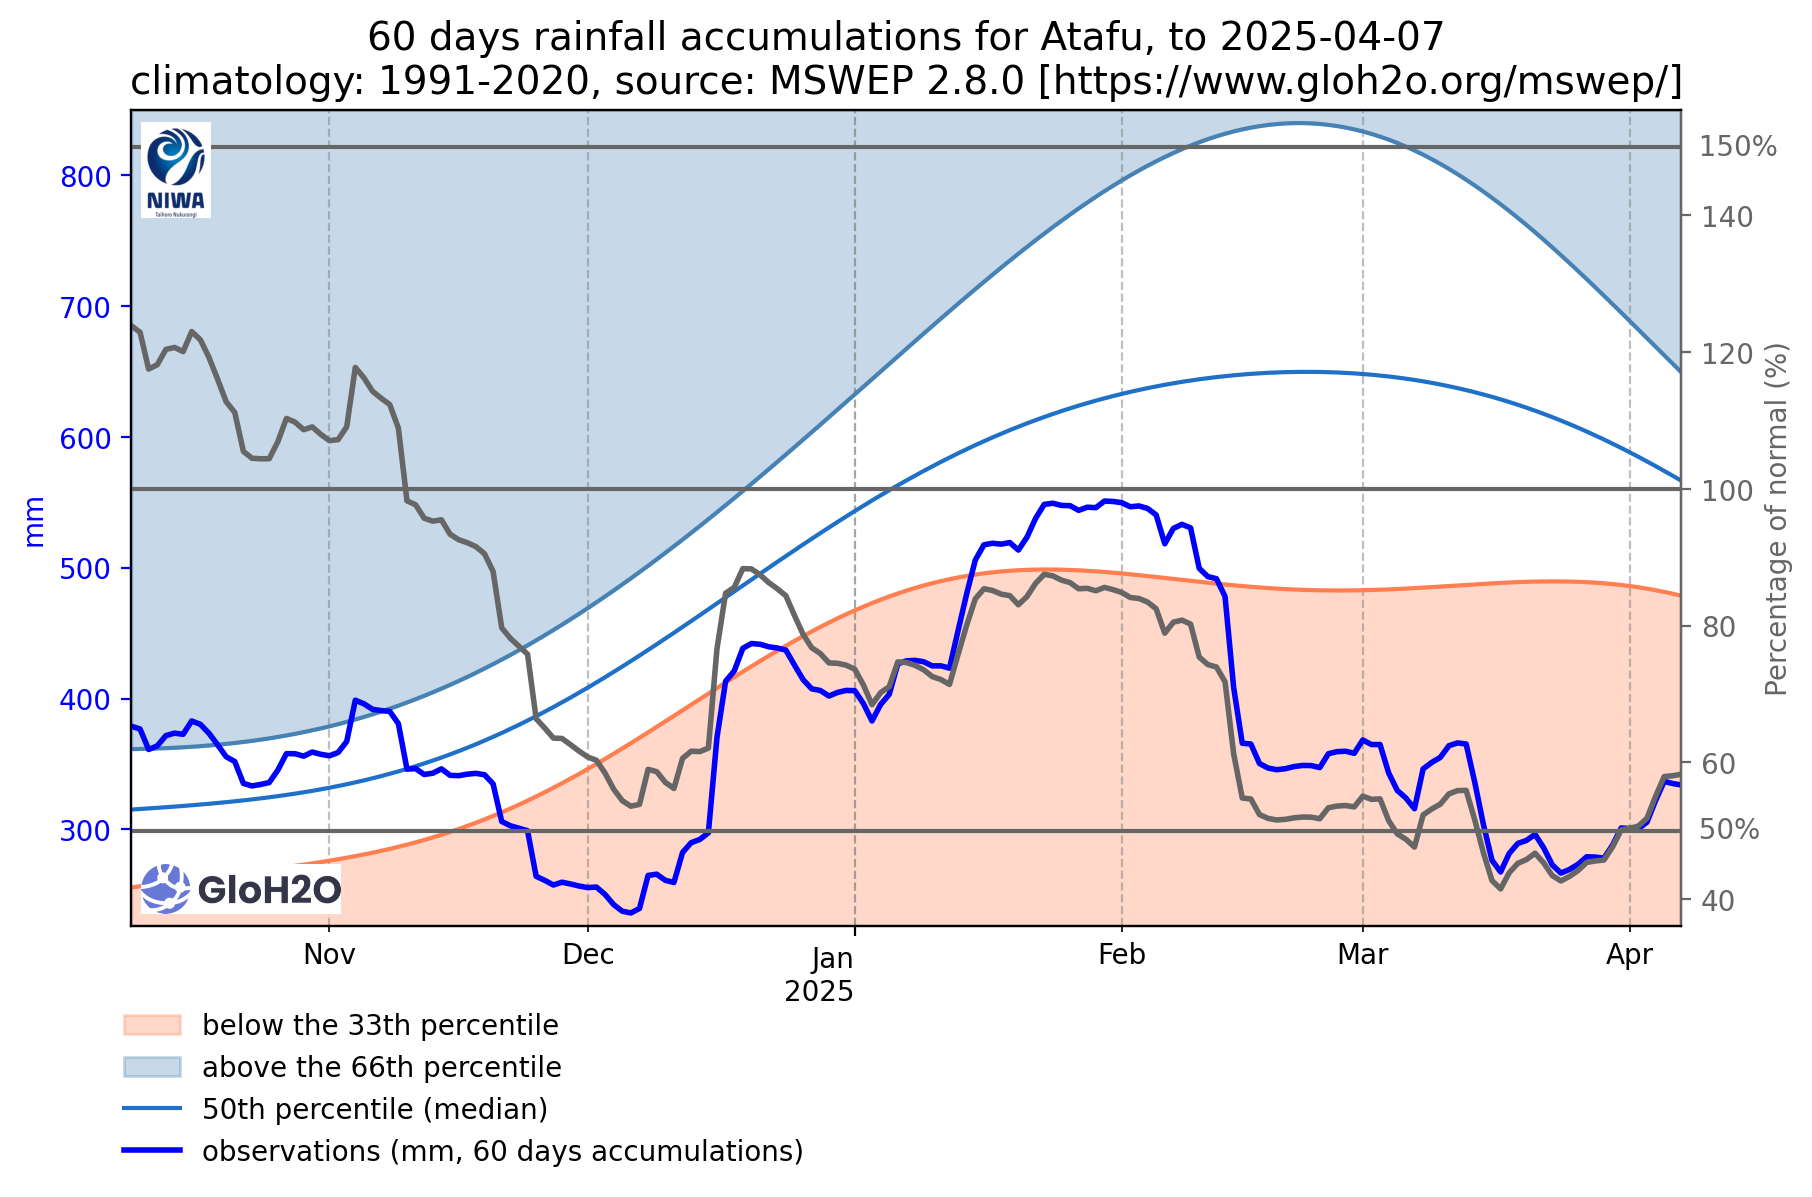 60 days rainfall accumulations for Atafu, to 2025-04-07
climatology: 1991-2020, source: MSWEP 2.8.0 [https://www.gloh2o.org/mswep/]
NIWA
Taihoro Nukurangi
800
700
600
500
400
300
mm
150%
140
120
100
80
60
50%
40
Percentage of normal (%)
GloH2O
Nov
Dec
Jan
2025
Feb
Mar
Apr
below the 33th percentile
above the 66th percentile
50th percentile (median)
observations (mm, 60 days accumulations)